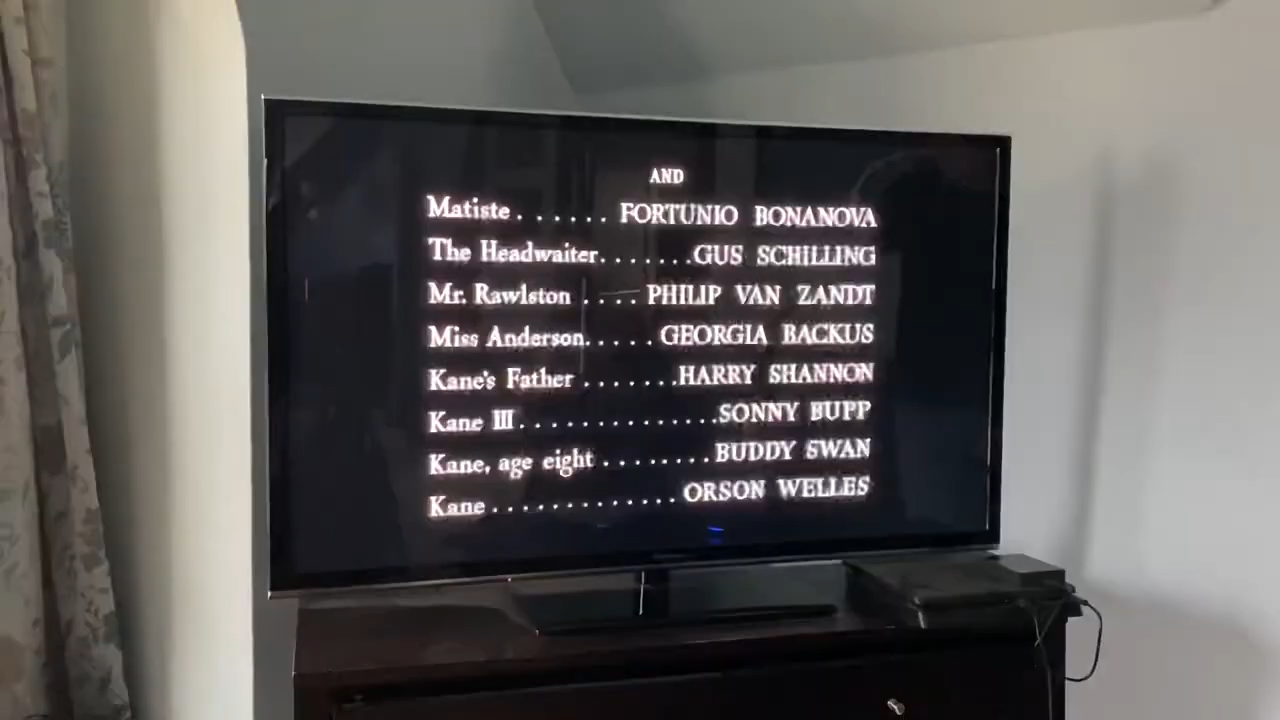 AND
Matiste . . . . . . FORTUNIO BONANOVA
The Headwaiter. . . . . . .GUS SCHILLING
Mr. Rawlston . . . . PHILIP VAN ZANDT
Miss Anderson. . . . . GEORGIA BACKUS
Kane's Father . . . . . . .HARRY SHANNON
Kane III. . . . . . . . . . . . .SONNY BUPP
Kane, age eight . . . . . . . . BUDDY SWAN
Kane . . . . . . . . . . . . . ORSON WELLES